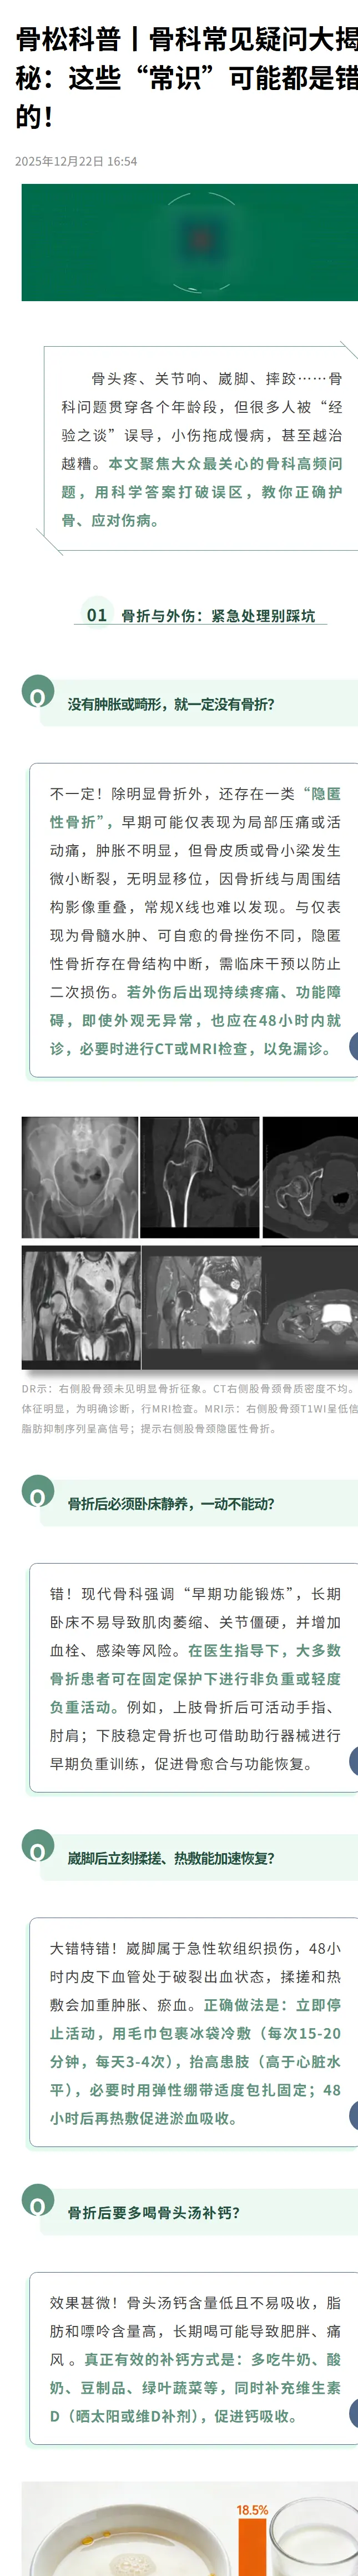 骨松科普丨骨科常见疑问大揭
秘：这些“常识”可能都是错
的！
2025年12月22日 16:54
骨头疼、关节响、崴脚、摔跤……骨
科问题贯穿各个年龄段，但很多人被“经
验之谈”误导，小伤拖成慢病，甚至越治
越糟。本文聚焦大众最关心的骨科高频问
题，用科学答案打破误区，教你正确护
骨、应对伤病。
01 骨折与外伤：紧急处理别踩坑
Q 没有肿胀或畸形，就一定没有骨折？
不一定！除明显骨折外，还存在一类“隐匿
性骨折”，早期可能仅表现为局部压痛或活
动痛，肿胀不明显，但骨皮质或骨小梁发生
微小断裂，无明显移位，因骨折线与周围结
构影像重叠，常规X线也难以发现。与仅表
现为骨髓水肿、可自愈的骨挫伤不同，隐匿
性骨折存在骨结构中断，需临床干预以防止
二次损伤。若外伤后出现持续疼痛、功能障
碍，即使外观无异常，也应在48小时内就
诊，必要时进行CT或MRI检查，以免漏诊。
DR示：右侧股骨颈未见明显骨折征象。CT右侧股骨颈骨质密度不均。
体征明显，为明确诊断，行MRI检查。MRI示：右侧股骨颈T1WI呈低信
脂肪抑制序列呈高信号；提示右侧股骨颈隐匿性骨折。
Q 骨折后必须卧床静养，一动不能动？
错！现代骨科强调“早期功能锻炼”，长期
卧床不易导致肌肉萎缩、关节僵硬，并增加
血栓、感染等风险。在医生指导下，大多数
骨折患者可在固定保护下进行非负重或轻度
负重活动。例如，上肢骨折后可活动手指、
肘肩；下肢稳定骨折也可借助助行器械进行
早期负重训练，促进骨愈合与功能恢复。
Q 崴脚后立刻揉搓、热敷能加速恢复？
大错特错！崴脚属于急性软组织损伤，48小
时内皮下血管处于破裂出血状态，揉搓和热
敷会加重肿胀、瘀血。正确做法是：立即停
止活动，用毛巾包裹冰袋冷敷（每次15-20
分钟，每天3-4次），抬高患肢（高于心脏水
平），必要时用弹性绷带适度包扎固定；48
小时后再热敷促进淤血吸收。
Q 骨折后要多喝骨头汤补钙？
效果甚微！骨头汤钙含量低且不易吸收，脂
肪和嘌呤含量高，长期喝可能导致肥胖、痛
风 。真正有效的补钙方式是：多吃牛奶、酸
奶、豆制品、绿叶蔬菜等，同时补充维生素
D（晒太阳或维D补剂），促进钙吸收。
18.5%